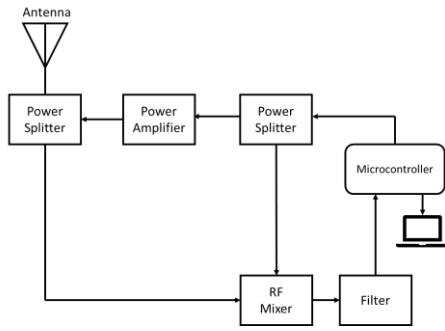 Antenna
Power
Splitter
Power
Amplifier
Power
Splitter
Microcontroller
RF
Mixer
Filter